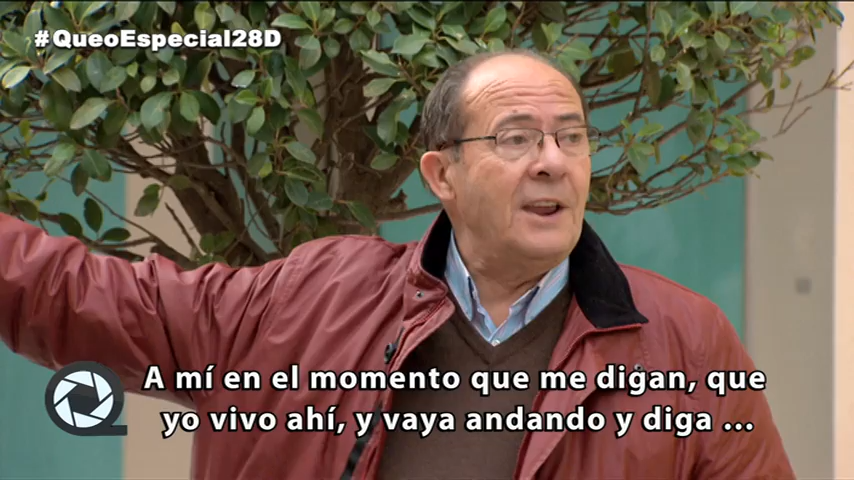 #QueoEspecial28D
A mí en el momento que me digan, que
yo vivo ahí, y vaya andando y diga ...